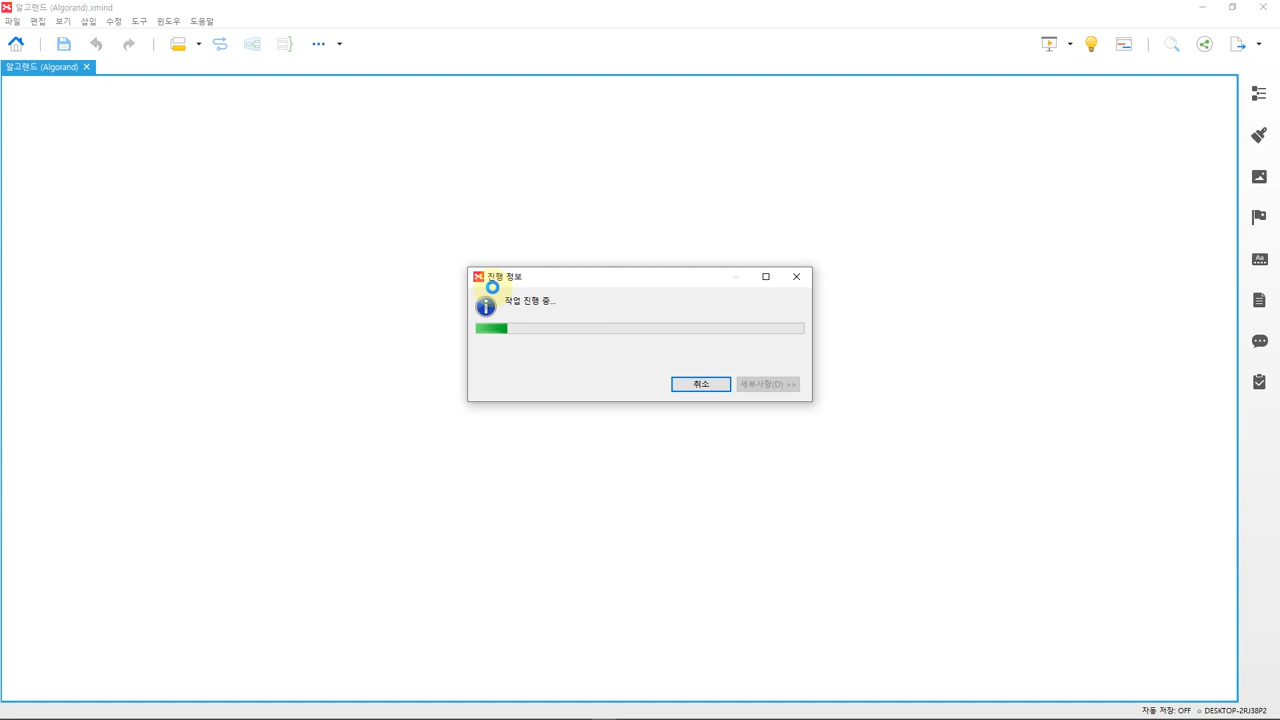 알고랜드 (Algorand).xmind
파일 편집 보기 삽입 수정 도구 윈도우 도움말
알고랜드 (Algorand)
진행 정보
작업 진행 중...
취소 세부사항(D) >>
Aa
자동 저장: OFF DESKTOP-2RJ38P2